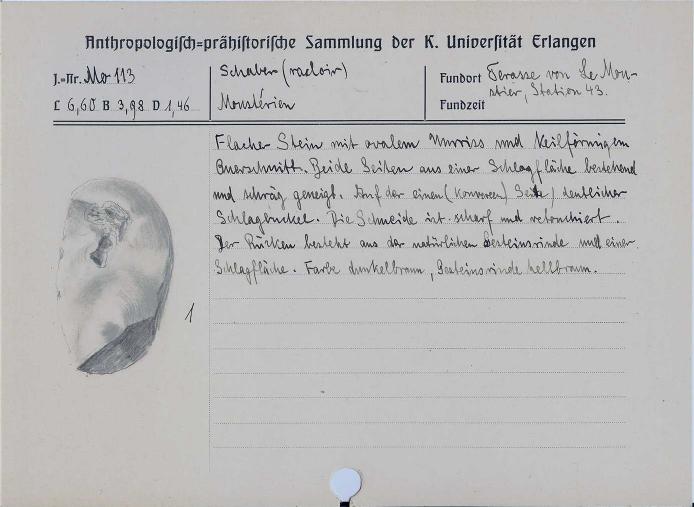 Anthropologisch=prähistorische Sammlung der K. Universität Erlangen
J.=Nr. Mo 113
L 6,60 B 3,98 D 1,46
Schaber (racloir)
Moustérien
Fundort Terasse von Le Mou-
stier, Station 43.
Fundzeit
Flacher Stein mit ovalem Umriss und keilförmigem
Querschnitt. Beide Seiten aus einer Schlagfläche bestehend
und schräg geneigt. Auf der einen (konvexen) Seite / deutlicher
Schlagbuckel. Die Schneide ist scharf und retouchiert.
Der Rücken besteht aus der natürlichen Gesteinsrinde und einer
Schlagfläche. Farbe dunkelbraun, Gesteinsrinde hellbraun.
1